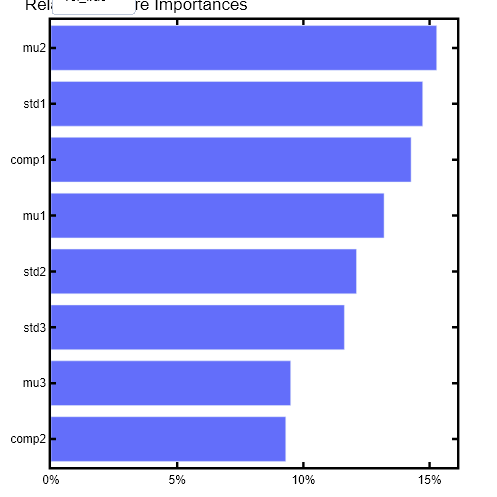 Rela re Importances
mu2
std1
comp1
mu1
std2
std3
mu3
comp2
0% 5% 10% 15%